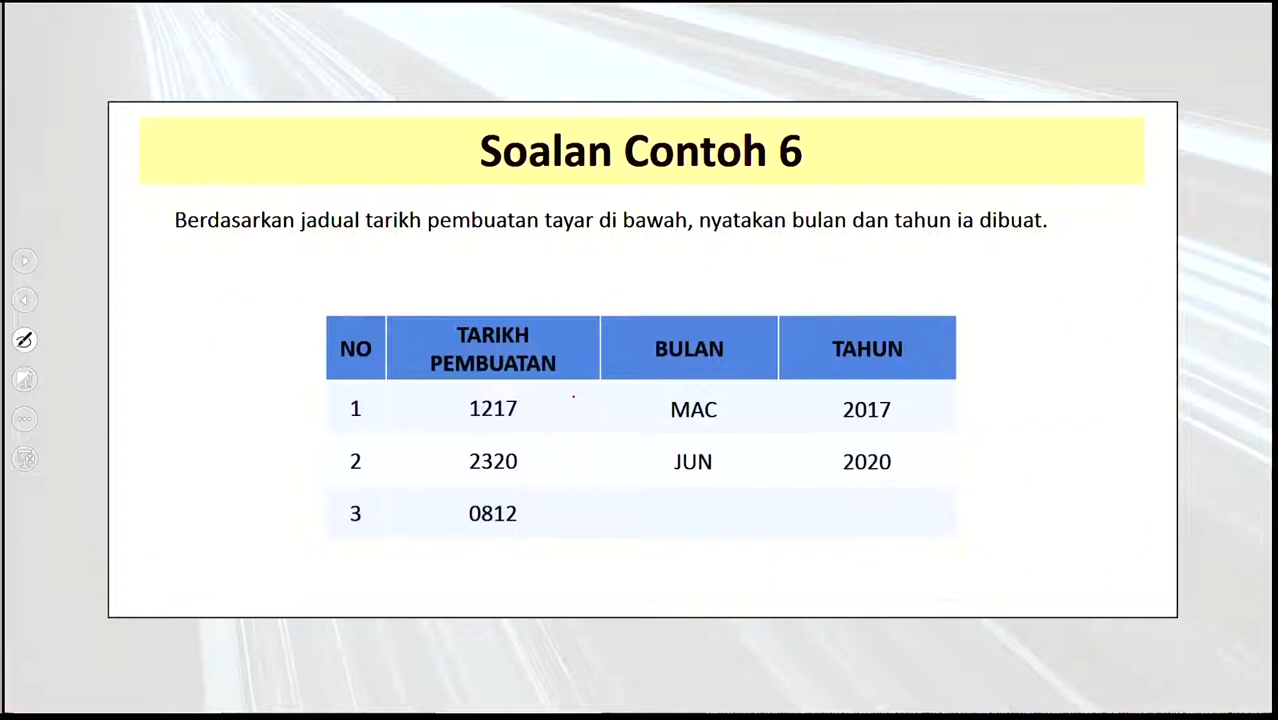 Soalan Contoh 6
Berdasarkan jadual tarikh pembuatan tayar di bawah, nyatakan bulan dan tahun ia dibuat.
NO TARIKH PEMBUATAN BULAN TAHUN
1 1217 MAC 2017
2 2320 JUN 2020
3 0812